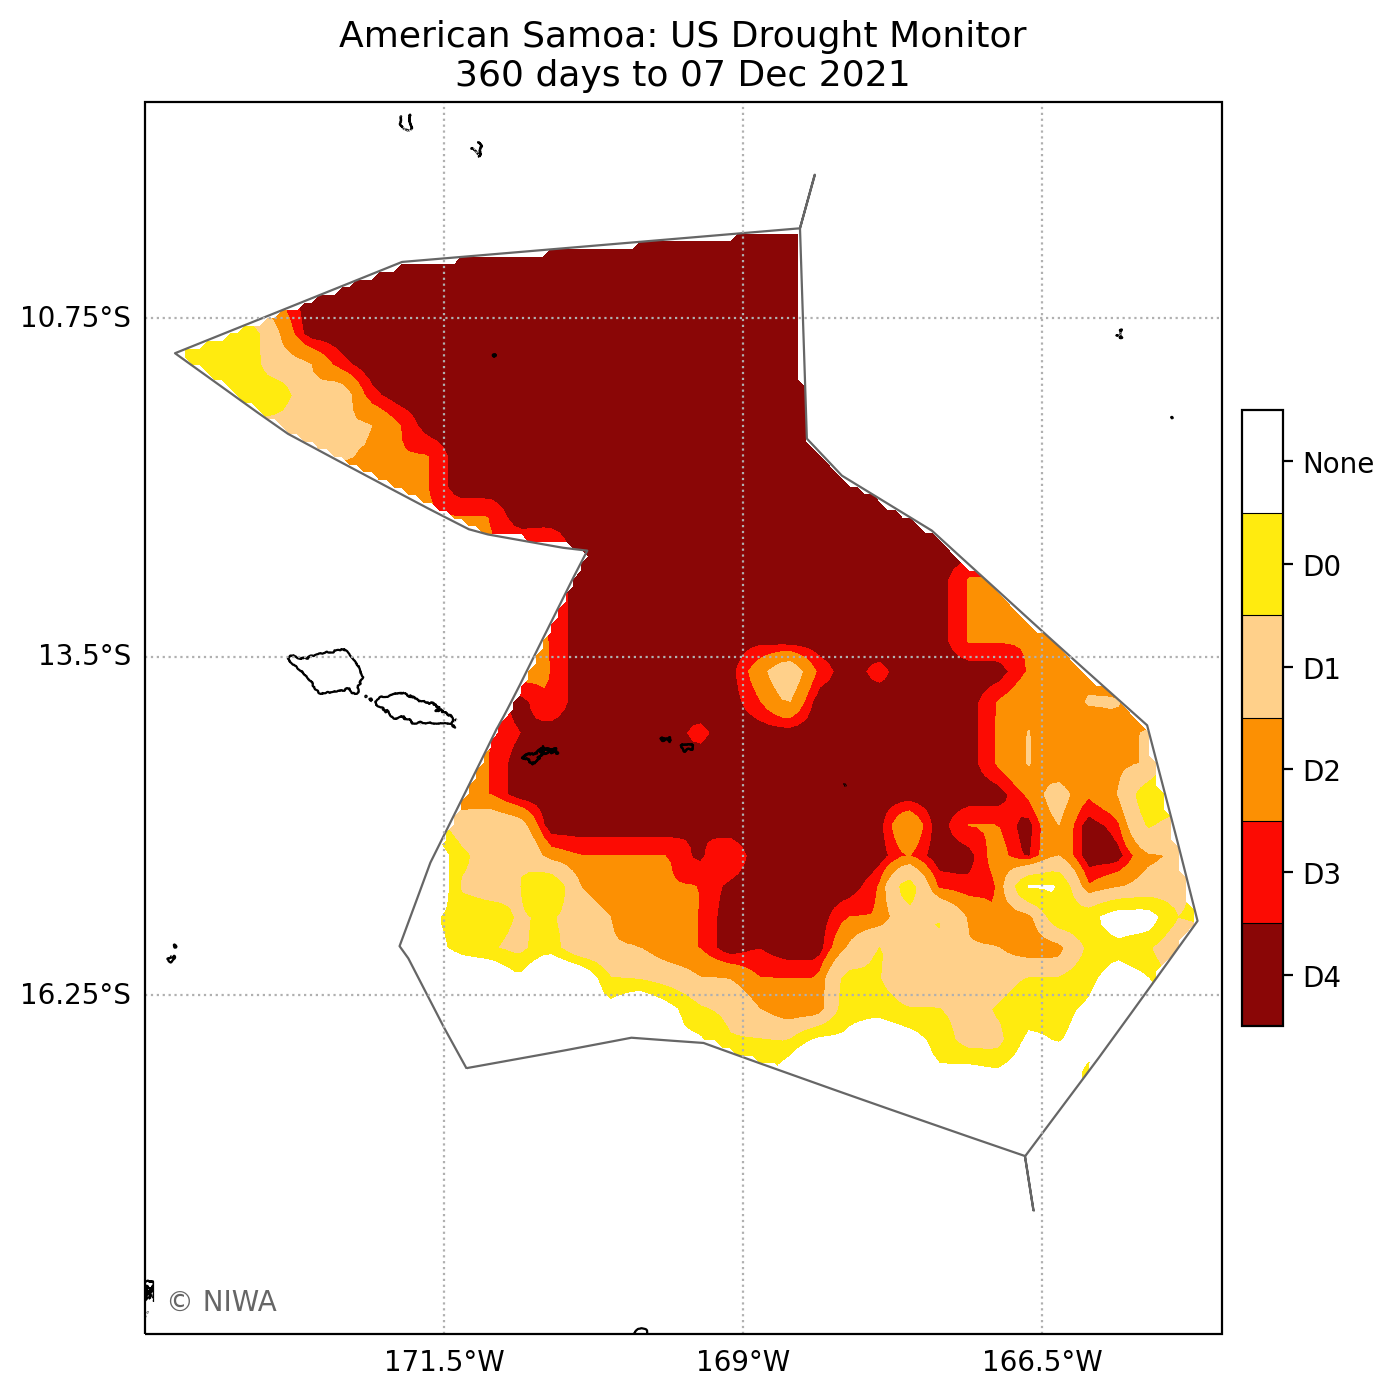 American Samoa: US Drought Monitor
360 days to 07 Dec 2021
10.75°S
13.5°S
16.25°S
171.5°W
169°W
166.5°W
None
D0
D1
D2
D3
D4
© NIWA